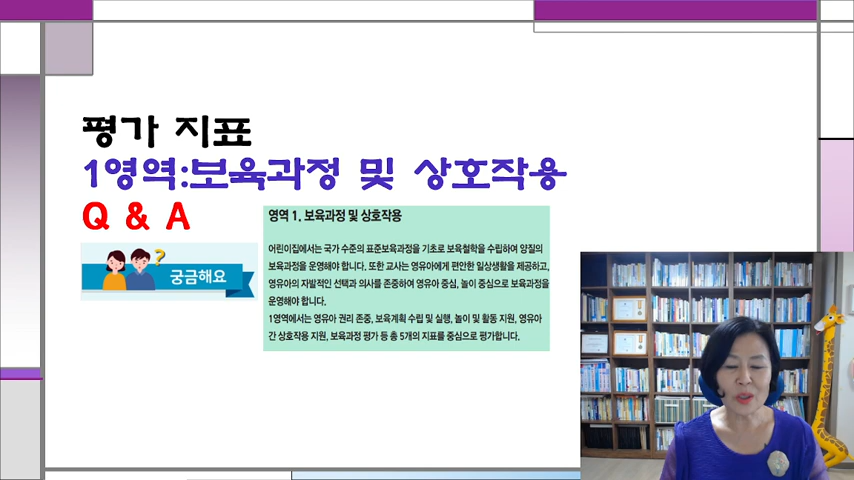 평가 지표
1영역:보육과정 및 상호작용
Q & A
궁금해요
영역 1. 보육과정 및 상호작용
어린이집에서는 국가 수준의 표준보육과정을 기초로 보육철학을 수립하여 양질의
보육과정을 운영해야 합니다. 또한 교사는 영유아에게 편안한 일상생활을 제공하고,
영유아의 자발적인 선택과 의사를 존중하여 영유아 중심, 놀이 중심으로 보육과정을
운영해야 합니다.
1영역에서는 영유아 권리 존중, 보육계획 수립 및 실행, 놀이 및 활동 지원, 영유아
간 상호작용 지원, 보육과정 평가 등 총 5개의 지표를 중심으로 평가합니다.